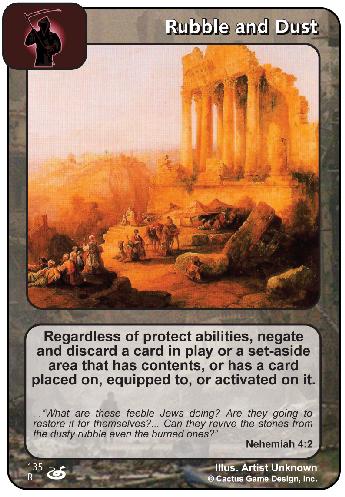 Rubble and Dust
Regardless of protect abilities, negate
and discard a card in play or a set-aside
area that has contents, or has a card
placed on, equipped to, or activated on it.
..."What are these feeble Jews doing? Are they going to
restore it for themselves?... Can they revive the stones from
the dusty rubble even the burned ones?"
Nehemiah 4:2
135
R
Illus. Artist Unknown
© Cactus Game Design, Inc.